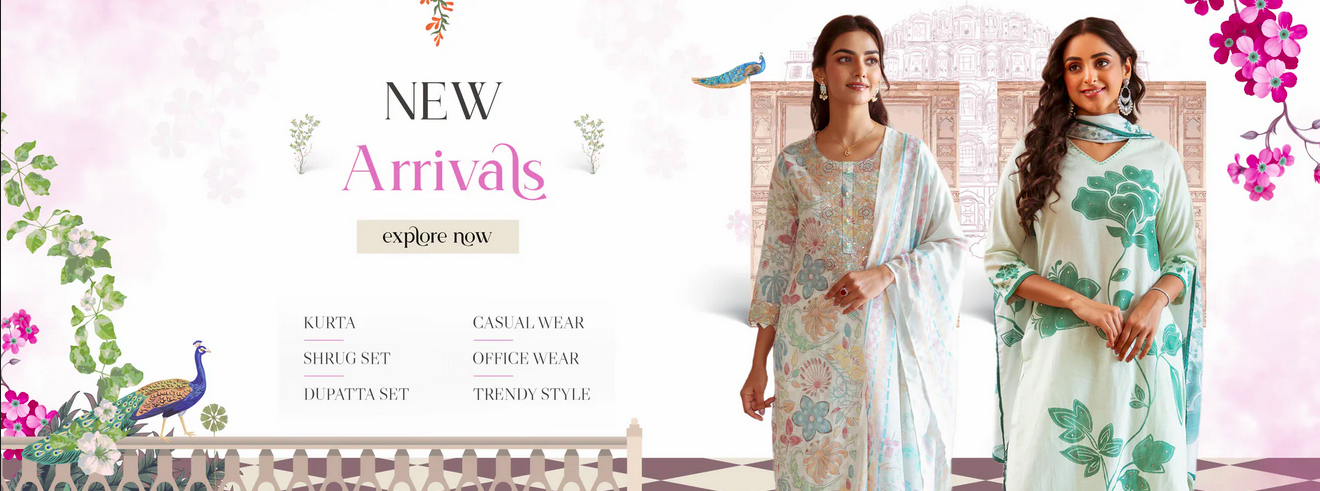 NEW
Arrivals
explore now
KURTA
SHRUG SET
DUPATTA SET
CASUAL WEAR
OFFICE WEAR
TRENDY STYLE